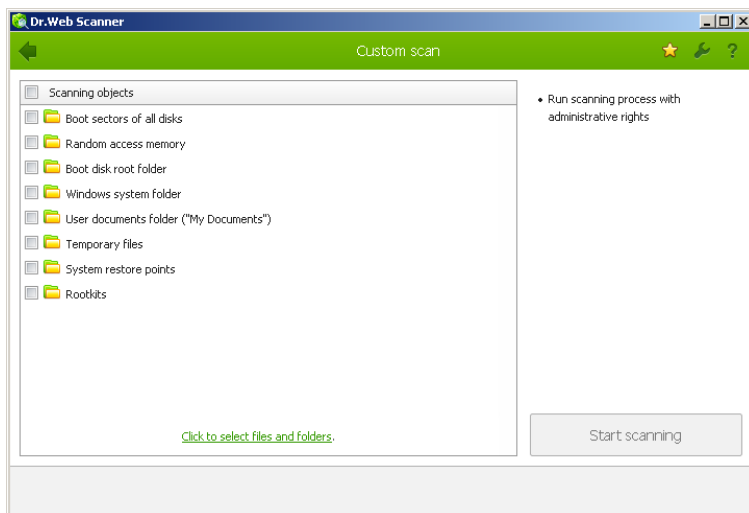 Dr.Web Scanner
Custom scan
?
Scanning objects
Boot sectors of all disks
Random access memory
Boot disk root folder
Windows system folder
User documents folder ("My Documents")
Temporary files
System restore points
Rootkits
Click to select files and folders.
• Run scanning process with
administrative rights
Start scanning